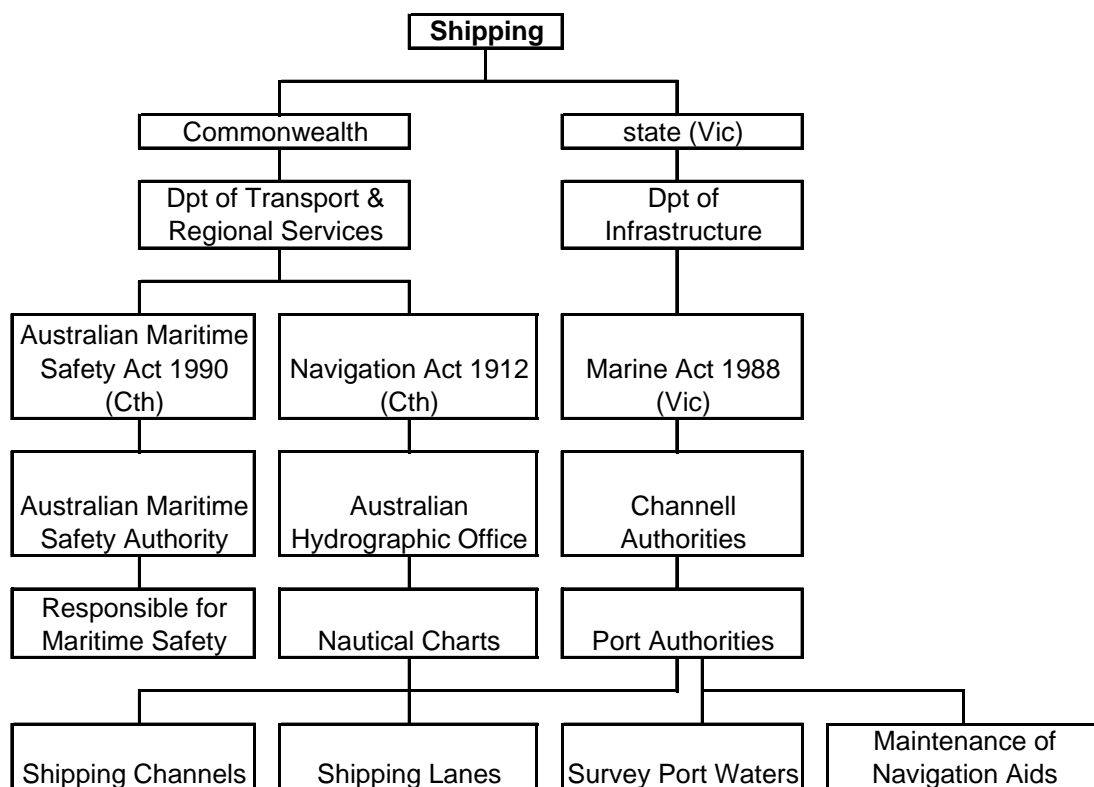 Shipping
Commonwealth
state (Vic)
Dpt of Transport &
Regional Services
Dpt of
Infrastructure
Australian Maritime
Safety Act 1990
(Cth)
Navigation Act 1912
(Cth)
Marine Act 1988
(Vic)
Australian Maritime
Safety Authority
Australian
Hydrographic Office
Channell
Authorities
Responsible for
Maritime Safety
Nautical Charts
Port Authorities
Shipping Channels
Shipping Lanes
Survey Port Waters
Maintenance of
Navigation Aids